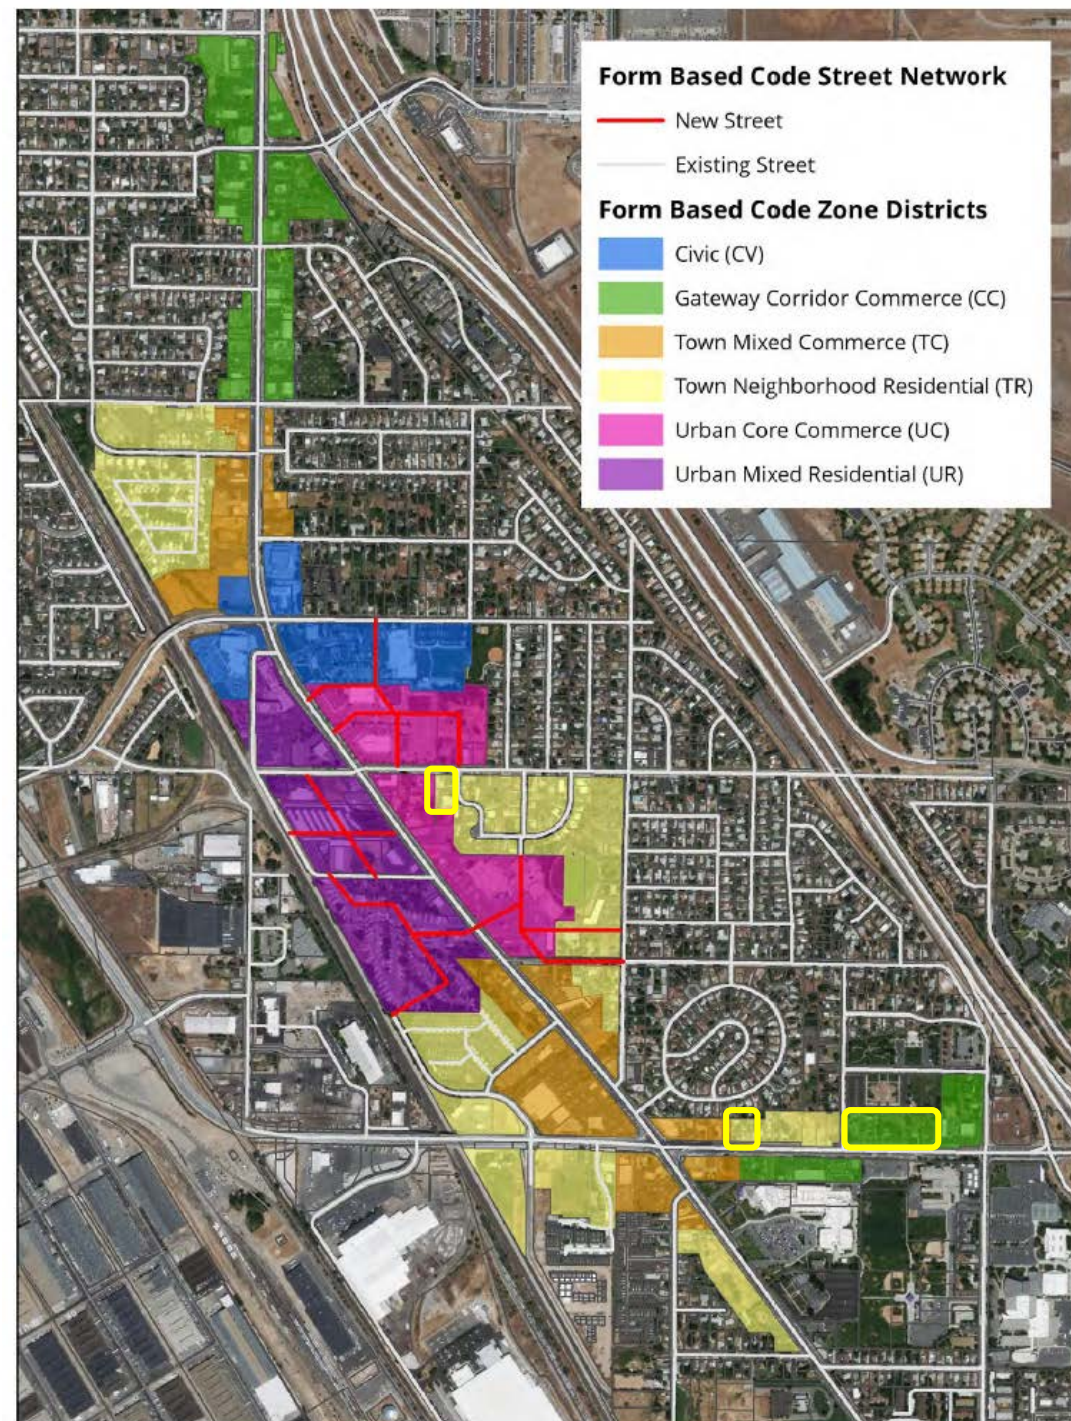 Form Based Code Street Network
New Street
Existing Street
Form Based Code Zone Districts
Civic (CV)
Gateway Corridor Commerce (CC)
Town Mixed Commerce (TC)
Town Neighborhood Residential (TR)
Urban Core Commerce (UC)
Urban Mixed Residential (UR)